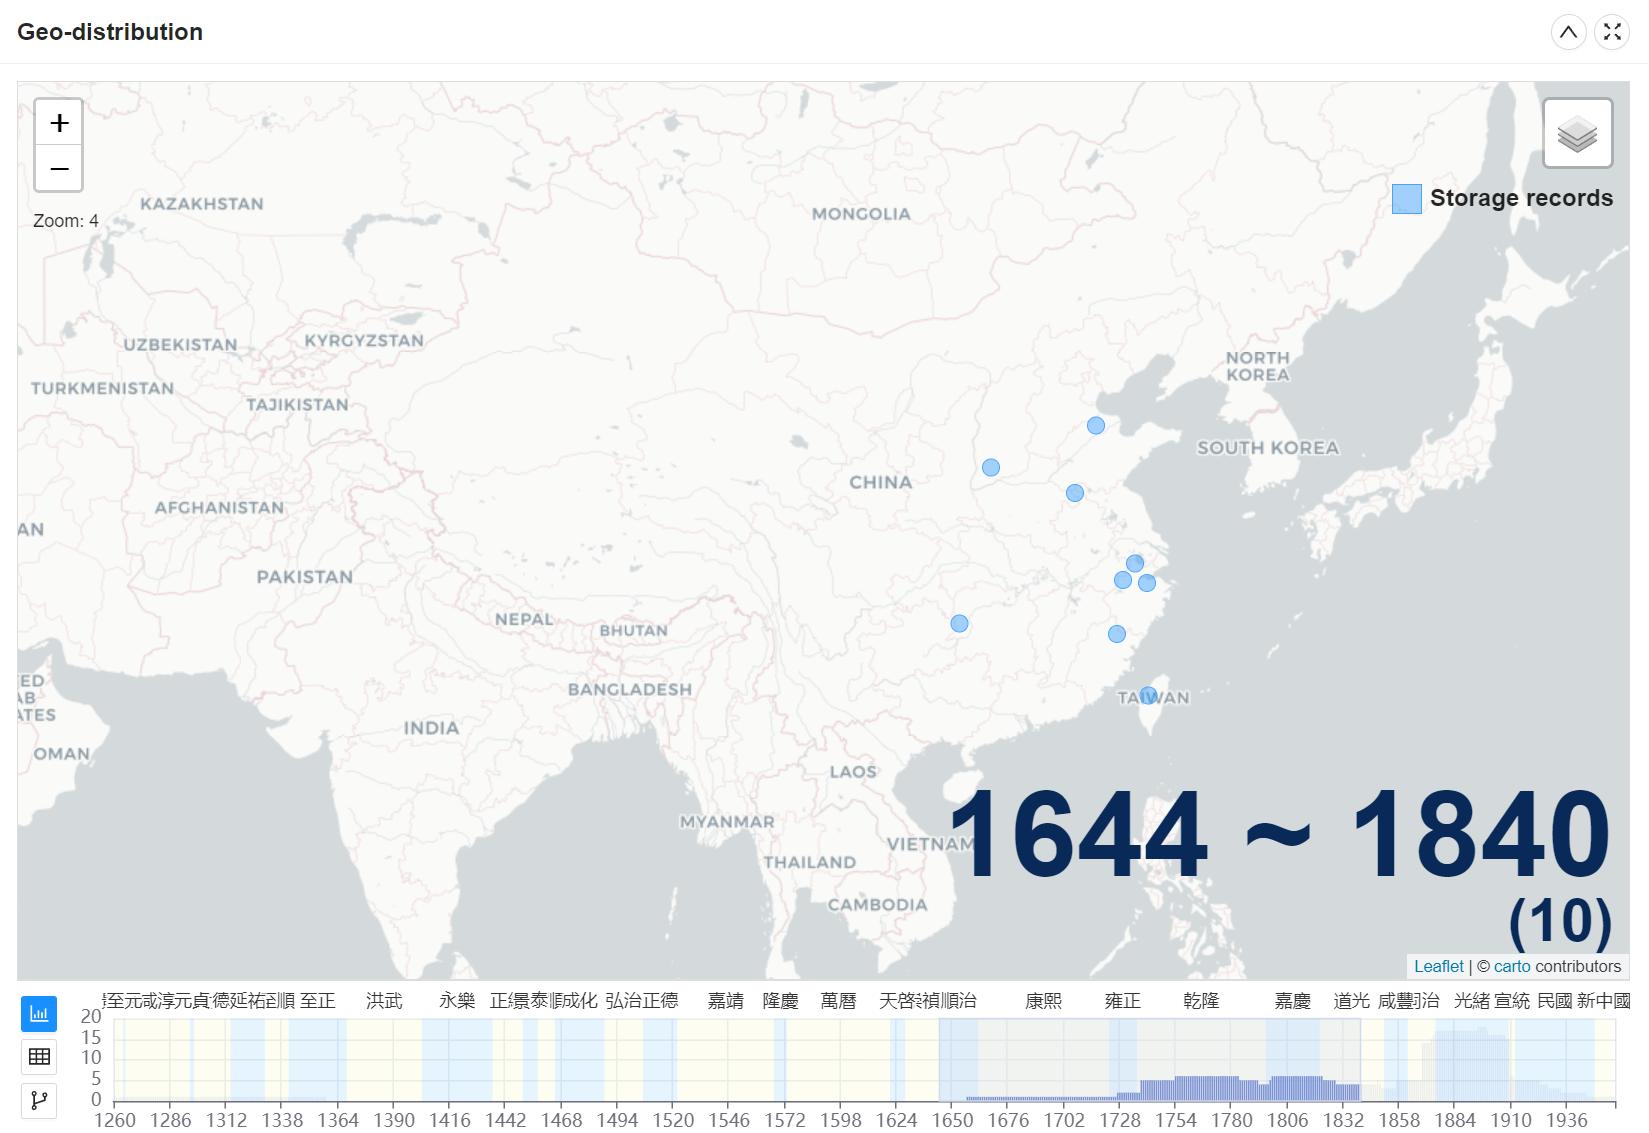 Geo-distribution
+
−
Zoom: 4
Storage records
KAZAKHSTAN
MONGOLIA
UZBEKISTAN
KYRGYZSTAN
TURKMENISTAN
TAJIKISTAN
NORTH
KOREA
SOUTH KOREA
CHINA
AFGHANISTAN
AN
PAKISTAN
NEPAL
BHUTAN
BANGLADESH
ED
AB
ATES
TAIWAN
INDIA
OMAN
LAOS
MYANMAR
VIETNAM
THAILAND
CAMBODIA
1644 ~ 1840
(10)
Leaflet | © carto contributors
至元 淳元貞 德延祐 順 至正 洪武 永樂 正 景泰順成化 弘治正德 嘉靖 隆慶 萬曆 天啓 禎順治 康熙 雍正 乾隆 嘉慶 道光 咸豐 治 光緒 宣統 民國 新中國
20
15
10
5
0
1260 1286 1312 1338 1364 1390 1416 1442 1468 1494 1520 1546 1572 1598 1624 1650 1676 1702 1728 1754 1780 1806 1832 1858 1884 1910 1936